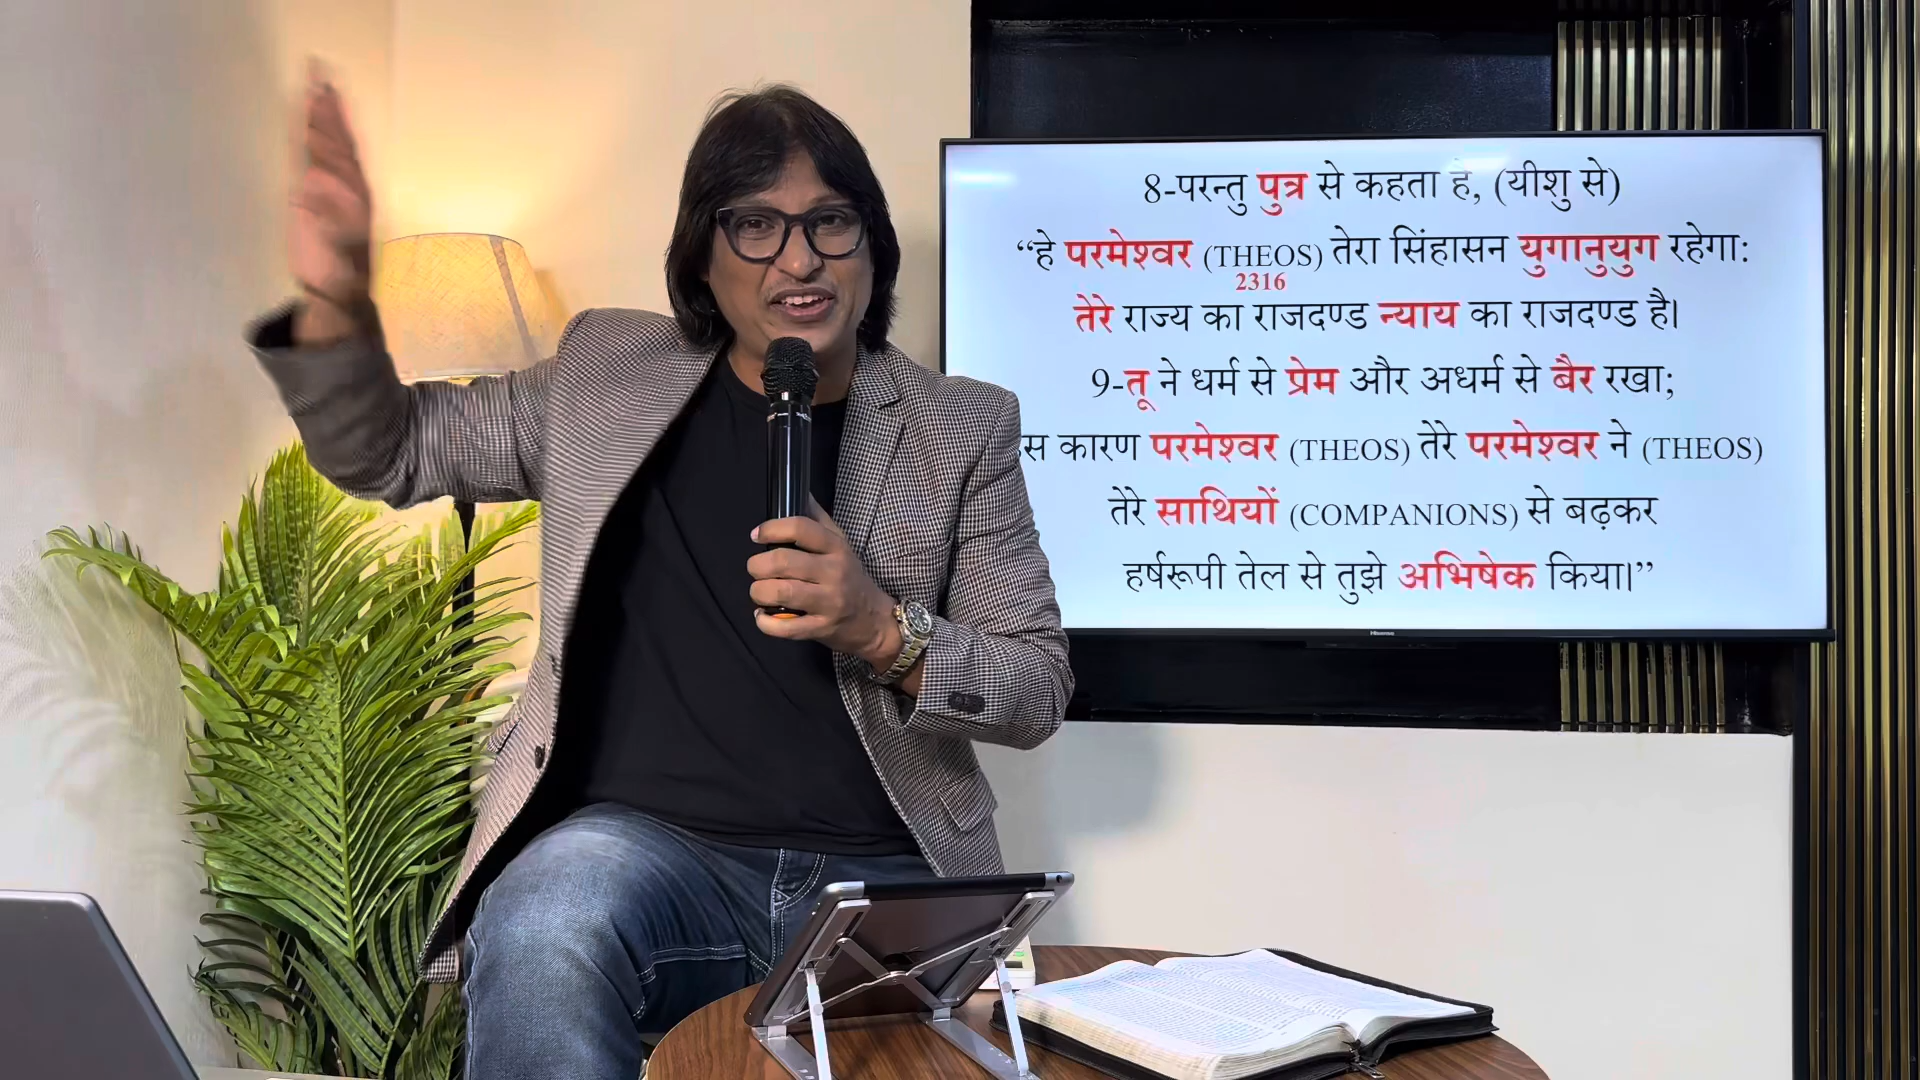 8-परन्तु पुत्र से कहता है, (यीशु से)
“हे परमेश्वर (THEOS) तेरा सिंहासन युगानुयुग रहेगा:
2316
तेरे राज्य का राजदण्ड न्याय का राजदण्ड है।
9-तू ने धर्म से प्रेम और अधर्म से बैर रखा;
स कारण परमेश्वर (THEOS) तेरे परमेश्वर ने (THEOS)
तेरे साथियों (COMPANIONS) से बढ़कर
हर्षरूपी तेल से तुझे अभिषेक किया।”
Hisense